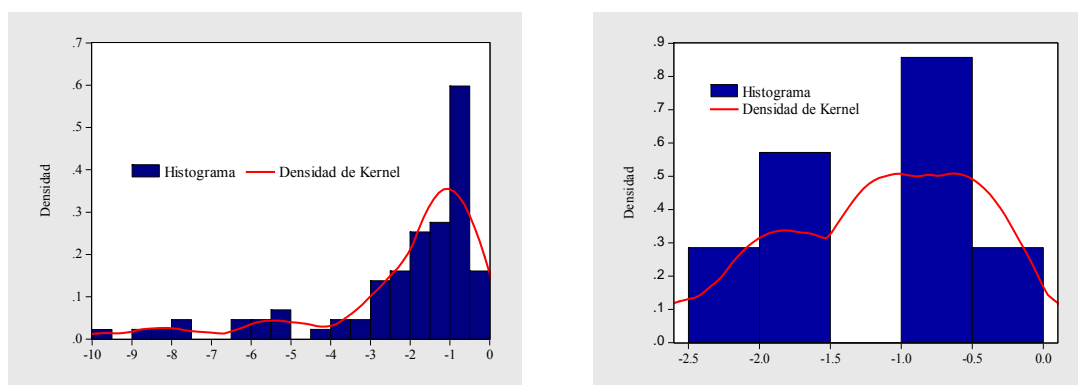 .7
.6
.5
.4
.3
.2
.1
.0
Densidad
Histograma Densidad de Kernel
-10 -9 -8 -7 -6 -5 -4 -3 -2 -1 0
.9
.8
.7
.6
.5
.4
.3
.2
.1
.0
Densidad
Histograma
Densidad de Kernel
-2.5 -2.0 -1.5 -1.0 -0.5 0.0